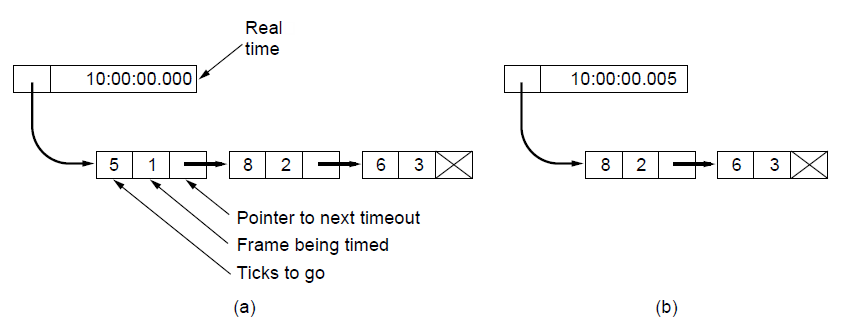 Real
time
10:00:00.000
10:00:00.005
5 1 8 2 6 3
8 2 6 3
Pointer to next timeout
Frame being timed
Ticks to go
(a)
(b)